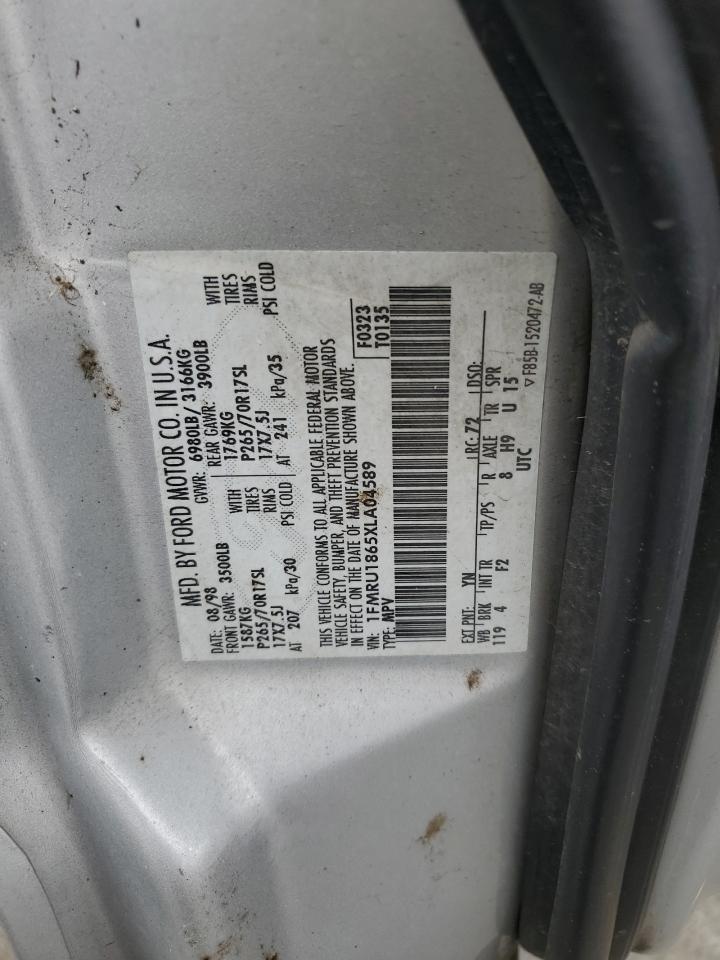 MFD. BY FORD MOTOR CO. IN U.S.A.
DATE: 08/98 GVWR: 6980LB/ 3166KG
FRONT GAWR: 3500LB REAR GAWR: 3900LB
1587KG WITH 1769KG WITH
P265/70R17SL TIRES P265/70R17SL TIRES
17X7.5J RIMS 17X7.5J RIMS
AT 207 kPa/30 PSI COLD AT 241 kPa/35 PSI COLD
THIS VEHICLE CONFORMS TO ALL APPLICABLE FEDERAL MOTOR
VEHICLE SAFETY, BUMPER, AND THEFT PREVENTION STANDARDS
IN EFFECT ON THE DATE OF MANUFACTURE SHOWN ABOVE.
VIN: 1FMRU1865XLA04589 F0323
TYPE: MPV T0135
EXT PNT: YN RC: 72 DSO:
WB BRK INT TR TP/PS R AXLE TR SPR
119 4 F2 8 H9 U 15
UTC
▽ F85B-1520472-AB